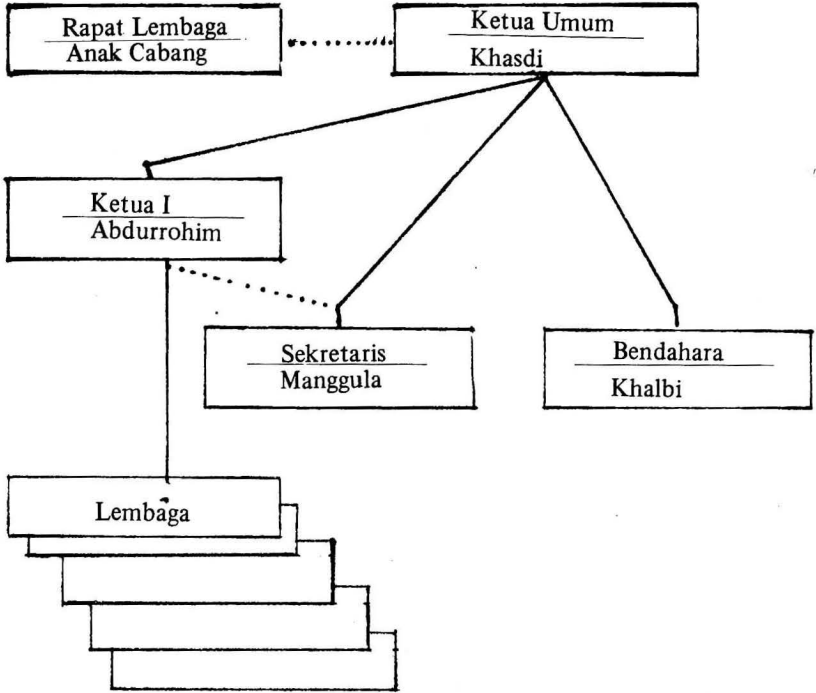 Rapat Lembaga
Anak Cabang
Ketua Umum
Khasdi
Ketua I
Abdurrohim
Sekretaris
Manggula
Bendahara
Khalbi
Lembaga